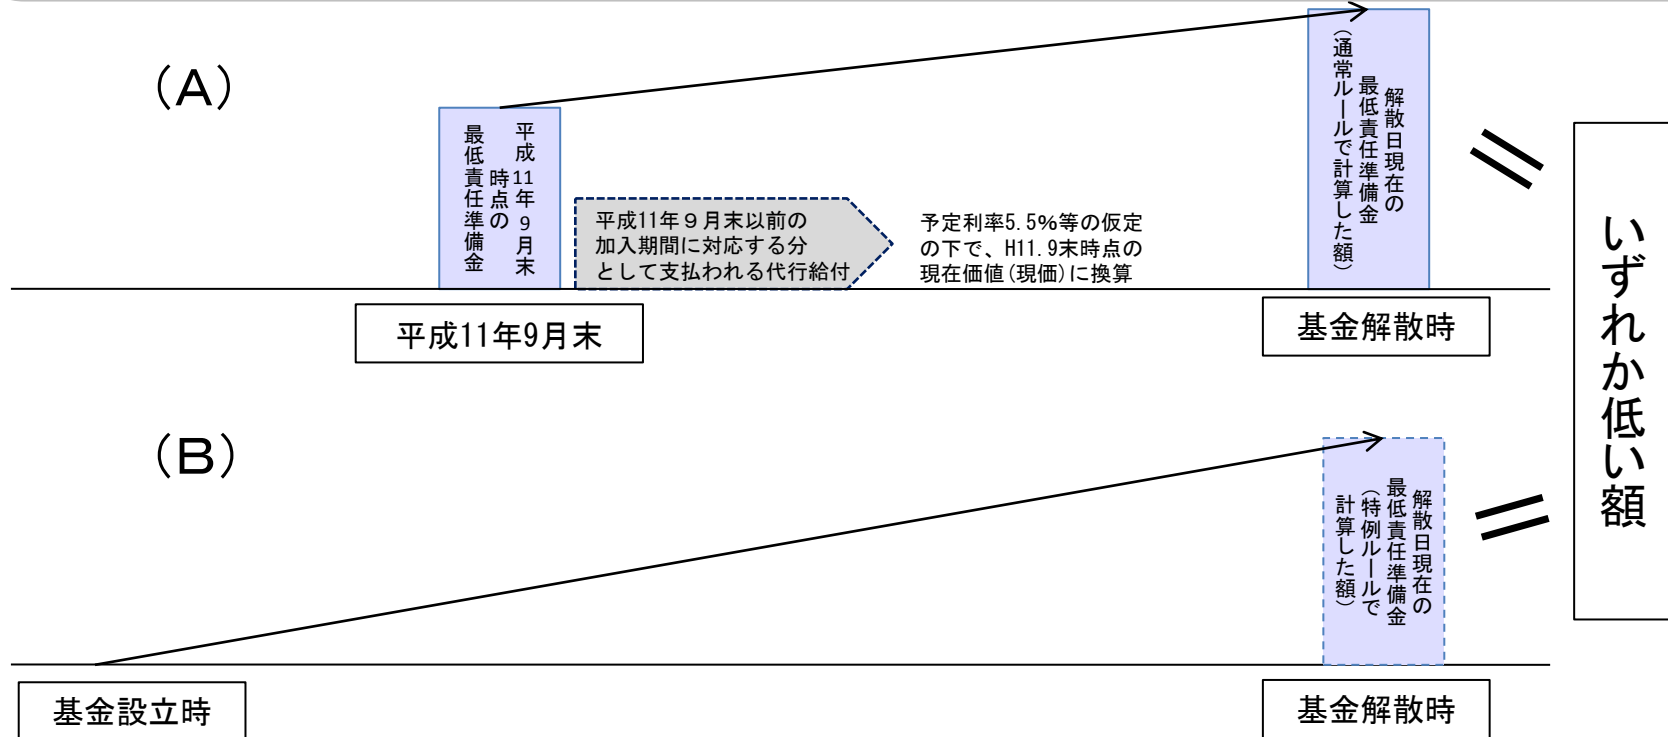 （Ａ）
平成11年９月末
時点の
最低責任準備金
平成11年９月末以前の
加入期間に対応する分
として支払われる代行給付
予定利率5.5%等の仮定
の下で、H11.9末時点の
現在価値(現価)に換算
解散日現在の
最低責任準備金
（通常ルールで計算した額）
平成11年9月末
基金解散時
いずれか低い額
（Ｂ）
解散日現在の
最低責任準備金
（特例ルールで
計算した額）
基金設立時
基金解散時